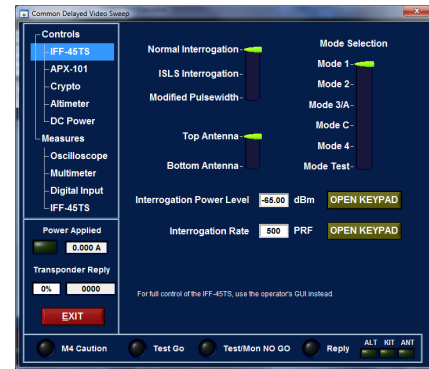 Common Delayed Video Sweep
Controls
IFF-45TS
APX-101
Crypto
Altimeter
DC Power
Measures
Oscilloscope
Multimeter
Digital Input
IFF-45TS
Normal Interrogation
ISLS Interrogation
Modified Pulsewidth
Top Antenna
Bottom Antenna
Mode Selection
Mode 1
Mode 2
Mode 3/A
Mode C
Mode 4
Mode Test
Interrogation Power Level -65.00 dBm OPEN KEYPAD
Interrogation Rate 500 PRF OPEN KEYPAD
For full control of the IFF-45TS, use the operator's GUI instead.
Power Applied
0.000 A
Transponder Reply
0% 0000
EXIT
M4 Caution Test Go Test/Mon NO GO Reply ALT KIT ANT